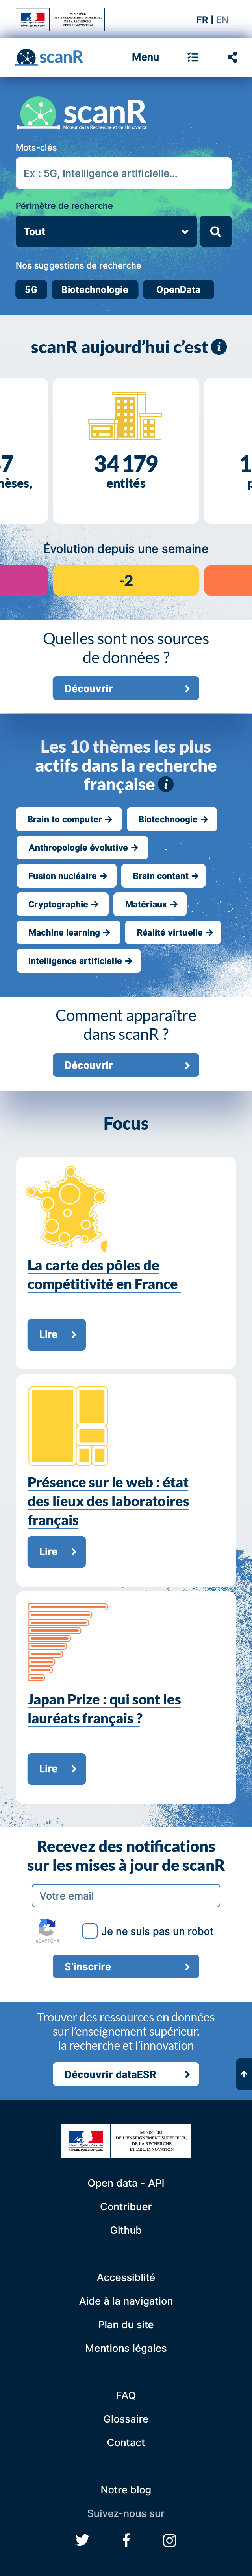 MINISTÈRE
DE L'ENSEIGNEMENT SUPÉRIEUR,
DE LA RECHERCHE
ET DE L'INNOVATION
FR | EN
scanR
Menu
scanR
Moteur de la Recherche et de l'Innovation
Mots-clés
Ex : 5G, Intelligence artificielle...
Périmètre de recherche
Tout
Nos suggestions de recherche
5G Biotechnologie OpenData
scanR aujourd'hui c'est
7 34 179 1
èses, entités p
Évolution depuis une semaine
-2
Quelles sont nos sources
de données ?
Découvrir
Les 10 thèmes les plus
actifs dans la recherche
française
Brain to computer → Biotechnoogie →
Anthropologie évolutive →
Fusion nucléaire → Brain content →
Cryptographie → Matériaux →
Machine learning → Réalité virtuelle →
Intelligence artificielle →
Comment apparaître
dans scanR ?
Découvrir
Focus
La carte des pôles de
compétitivité en France
Lire
Présence sur le web : état
des lieux des laboratoires
français
Lire
Japan Prize : qui sont les
lauréats français ?
Lire
Recevez des notifications
sur les mises à jour de scanR
Votre email
reCAPTCHA
Je ne suis pas un robot
S'inscrire
Trouver des ressources en données
sur l'enseignement supérieur,
la recherche et l'innovation
Découvrir dataESR
Liberté • Égalité • Fraternité
RÉPUBLIQUE FRANÇAISE
MINISTÈRE
DE L'ENSEIGNEMENT SUPÉRIEUR,
DE LA RECHERCHE
ET DE L'INNOVATION
Open data - API
Contribuer
Github
Accessiblité
Aide à la navigation
Plan du site
Mentions légales
FAQ
Glossaire
Contact
Notre blog
Suivez-nous sur